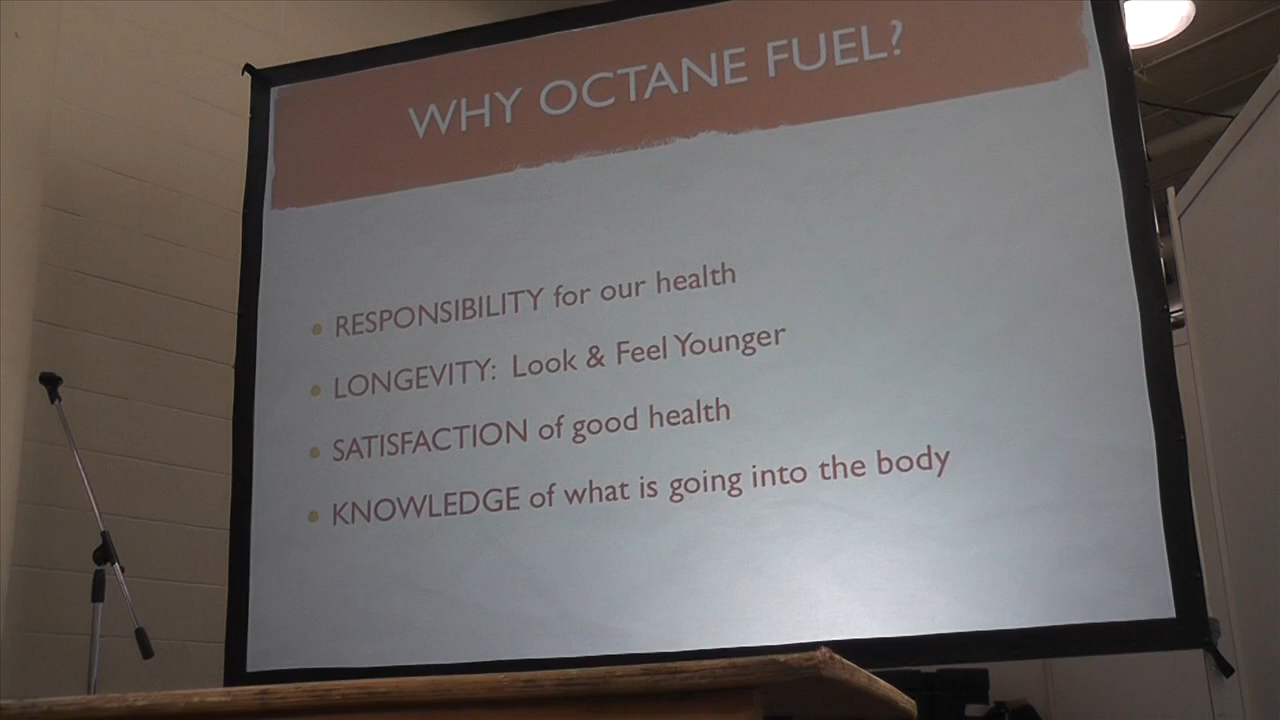 WHY OCTANE FUEL?
• RESPONSIBILITY for our health
• LONGEVITY: Look & Feel Younger
• SATISFACTION of good health
• KNOWLEDGE of what is going into the body